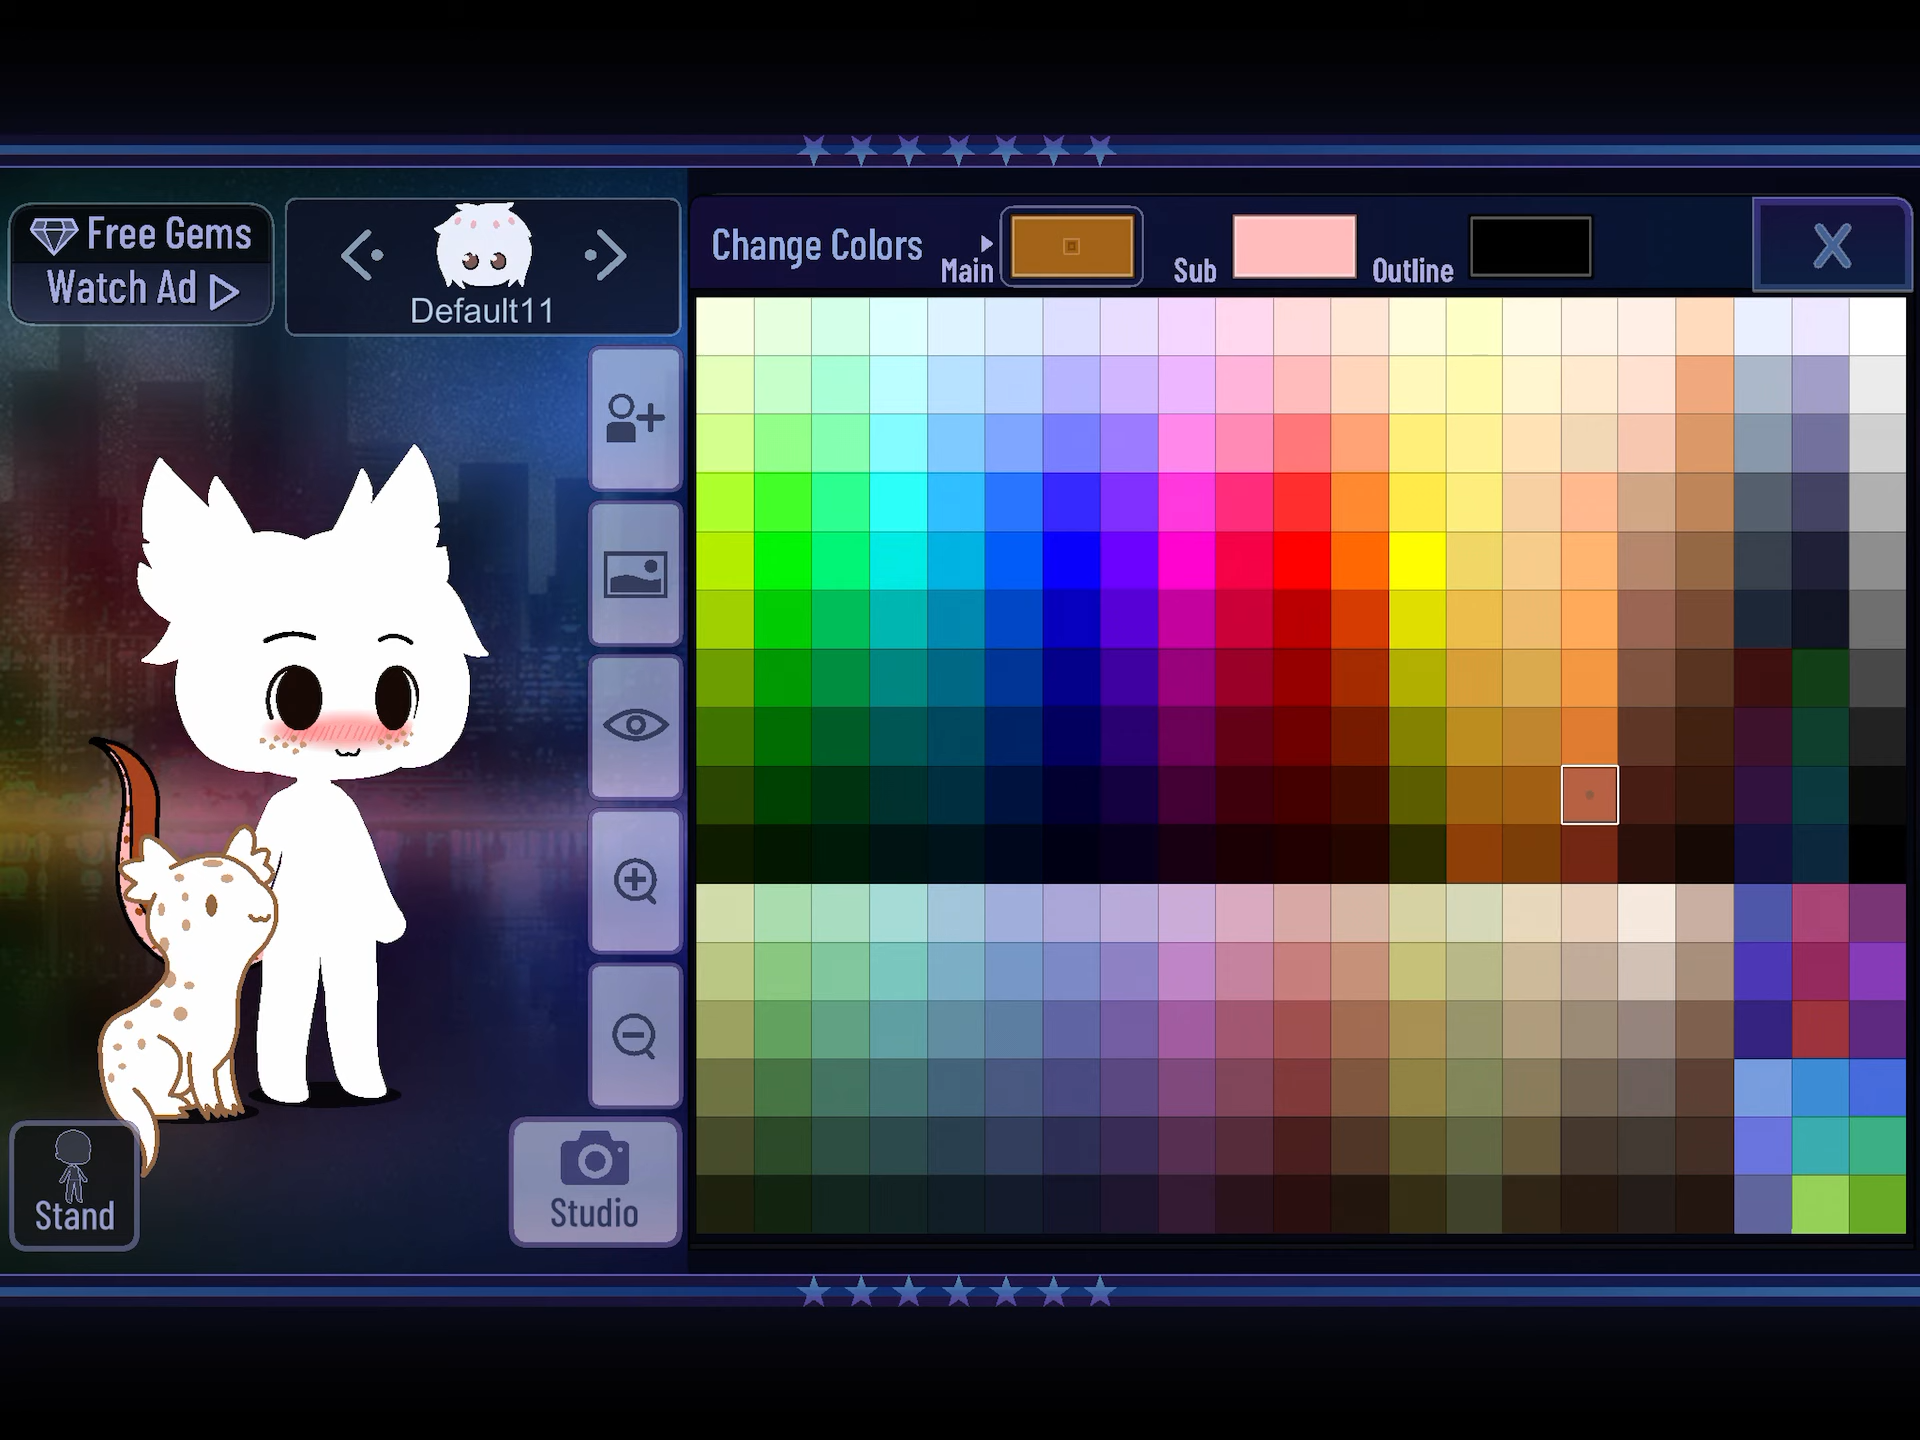 Free Gems
Watch Ad
Default11
Change Colors
Main
Sub
Outline
X
Stand
Studio